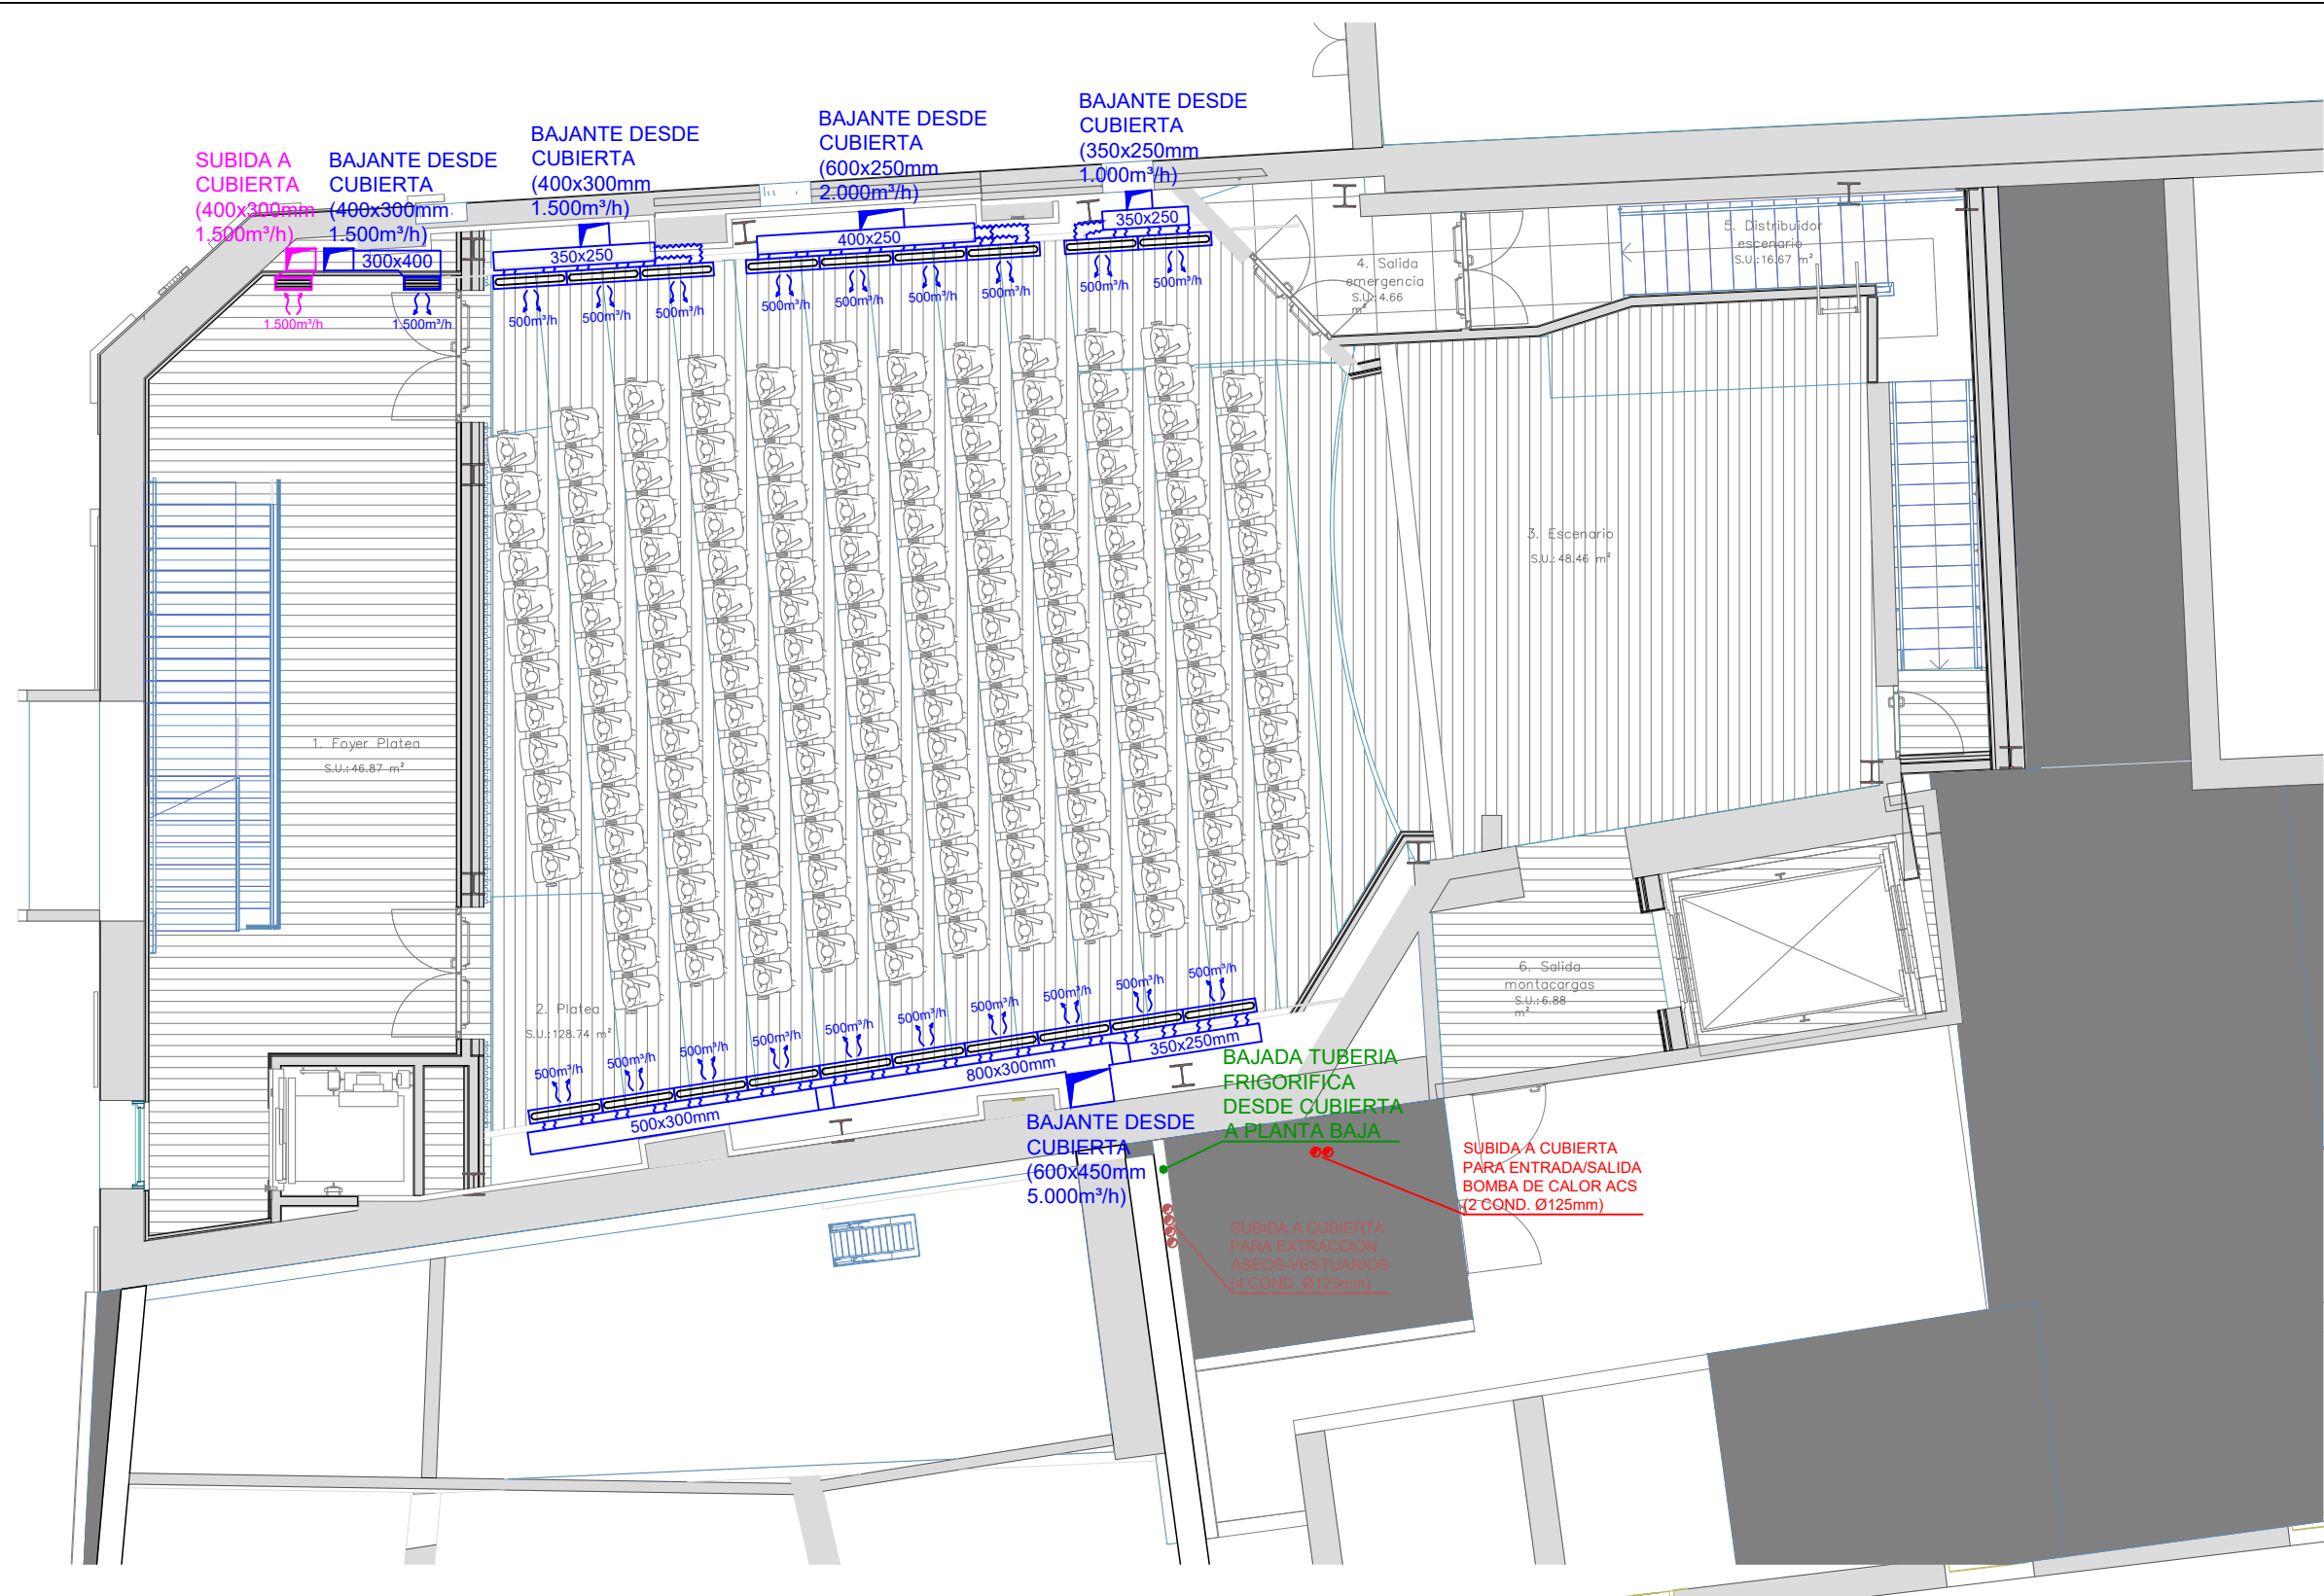 BAJANTE DESDE
CUBIERTA
(350x250mm
1.000m³/h)
BAJANTE DESDE
CUBIERTA
(600x250mm
2.000m³/h)
BAJANTE DESDE
CUBIERTA
(400x300mm
1.500m³/h)
SUBIDA A
CUBIERTA
(400x300mm
1.500m³/h)
BAJANTE DESDE
CUBIERTA
(400x300mm
1.500m³/h)
300x400
350x250
400x250
350x250
1.500m³/h
1.500m³/h
500m³/h
500m³/h
500m³/h
500m³/h
500m³/h
500m³/h
500m³/h
500m³/h
500m³/h
4. Salida
emergencia
S.U.: 4.66
m²
5. Distribuidor
escenario
S.U.: 16.67 m²
3. Escenario
S.U.: 48.46 m²
1. Foyer Platea
S.U.: 46.87 m²
2. Platea
S.U.: 128.74 m²
6. Salida
montacargas
S.U.: 6.88
m²
500m³/h
500m³/h
500m³/h
500m³/h
500m³/h
500m³/h
500m³/h
500m³/h
500m³/h
500m³/h
500x300mm
800x300mm
350x250mm
BAJANTE DESDE
CUBIERTA
(600x450mm
5.000m³/h)
BAJADA TUBERIA
FRIGORIFICA
DESDE CUBIERTA
A PLANTA BAJA
SUBIDA A CUBIERTA
PARA ENTRADA/SALIDA
BOMBA DE CALOR ACS
(2 COND. Ø125mm)
SUBIDA A CUBIERTA
PARA EXTRACCION
ASEOS-VESTUARIOS
(4 COND. Ø125mm)